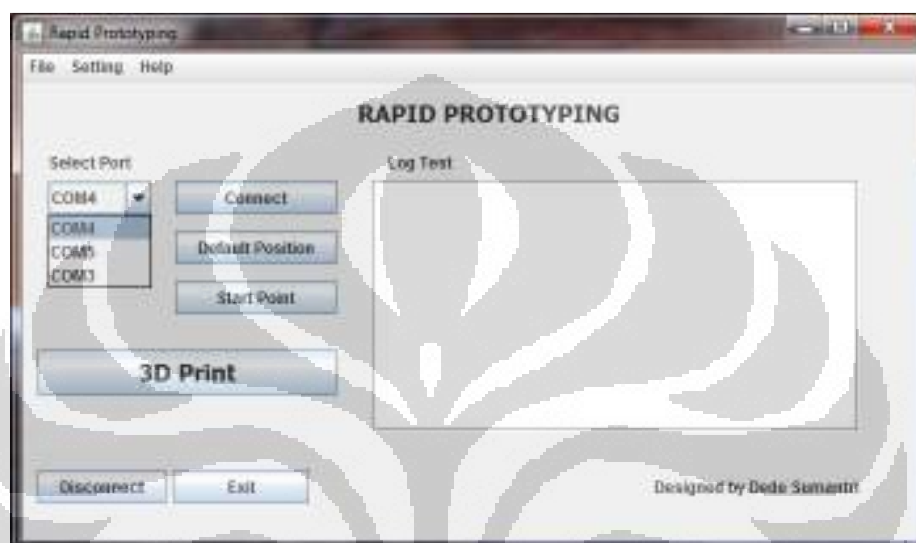 Rapid Prototyping
File Setting Help
RAPID PROTOTYPING
Select Port
Log Text
COM4
Connect
COM4
COM5
Default Position
COM3
Start Point
3D Print
Disconnect
Exit
Designed by Dede Sumantri